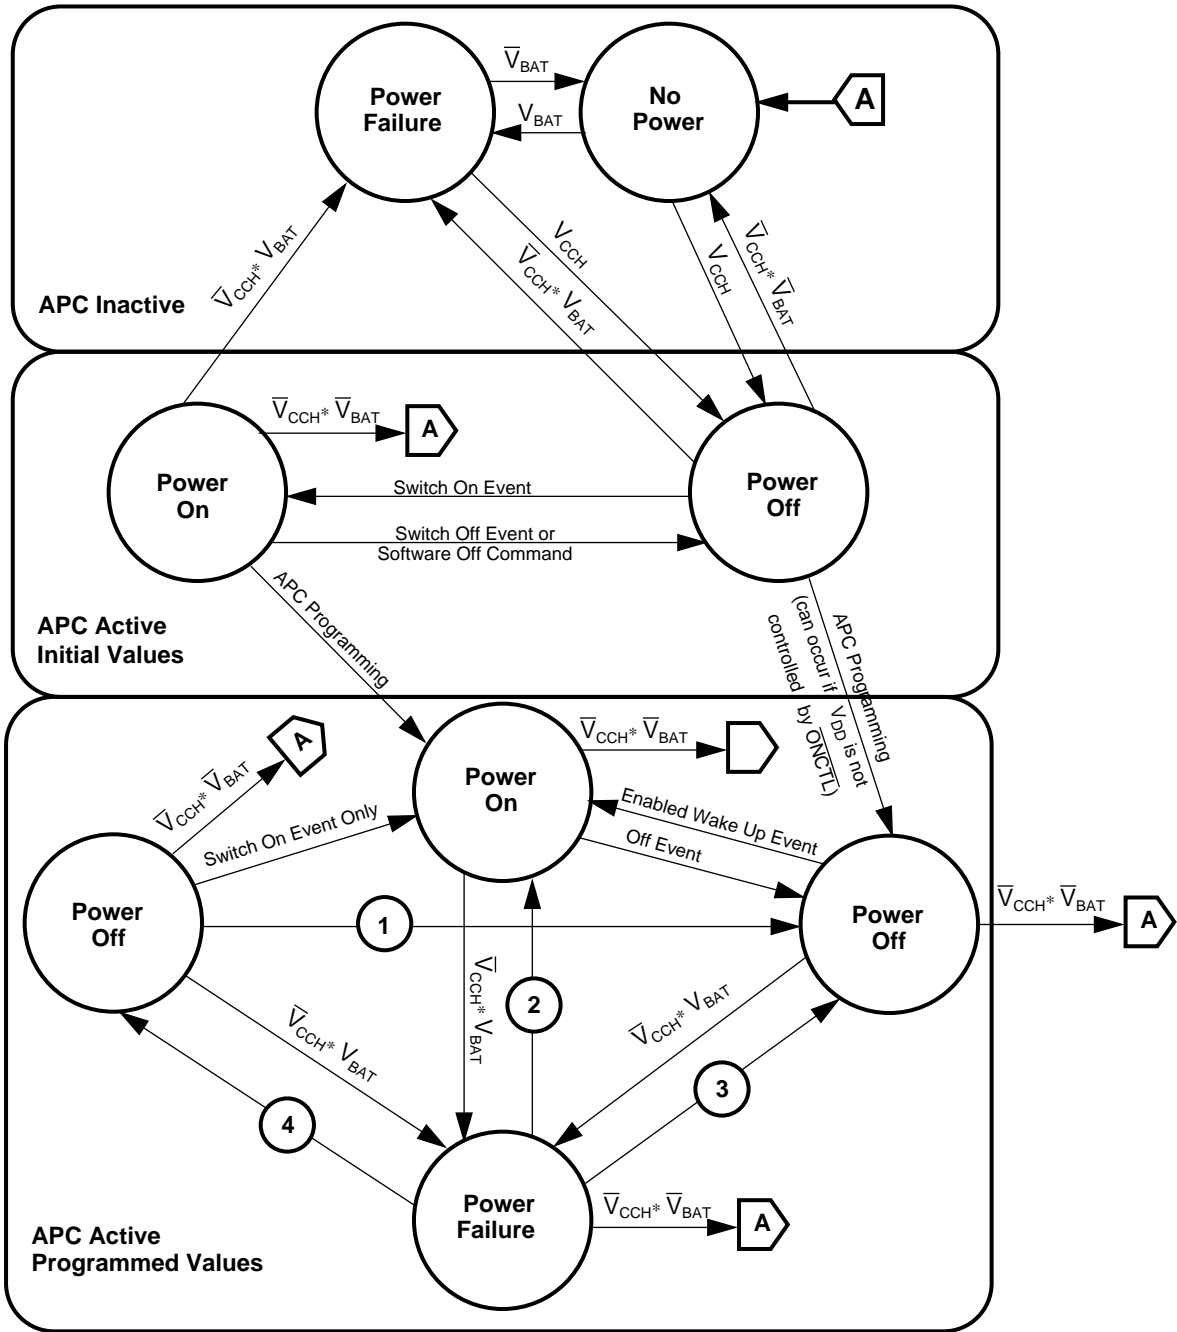 V̅BAT
Power
Failure
No
Power
A
VBAT
V̅CCH* VBAT
VCCH
V̅CCH* VBAT
VCCH
V̅CCH* V̅BAT
APC Inactive
V̅CCH* V̅BAT
A
Power
On
Switch On Event
Power
Off
Switch Off Event or
Software Off Command
APC Programming
APC Active
Initial Values
APC Programming
(can occur if VDD is not
controlled by O̅N̅C̅T̅L̅)
V̅CCH* V̅BAT
A
Power
On
V̅CCH* V̅BAT
Switch On Event Only
Enabled Wake Up Event
Off Event
Power
Off
1
Power
Off
V̅CCH* V̅BAT
A
V̅CCH* VBAT
V̅CCH* VBAT
2
V̅CCH* VBAT
3
4
Power
Failure
V̅CCH* V̅BAT
A
APC Active
Programmed Values